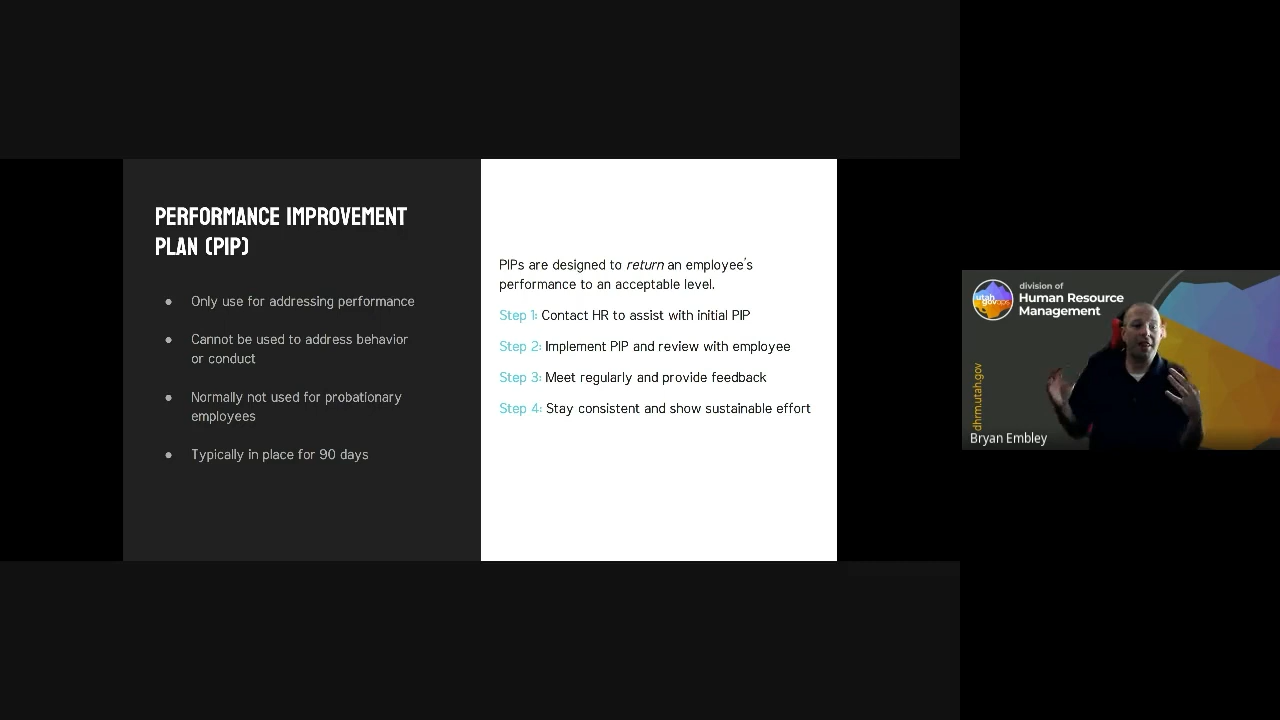 PERFORMANCE IMPROVEMENT
PLAN (PIP)
● Only use for addressing performance
● Cannot be used to address behavior
or conduct
● Normally not used for probationary
employees
● Typically in place for 90 days
PIPs are designed to return an employee's
performance to an acceptable level.
Step 1: Contact HR to assist with initial PIP
Step 2: Implement PIP and review with employee
Step 3: Meet regularly and provide feedback
Step 4: Stay consistent and show sustainable effort
utah
govops
division of
Human Resource
Management
dhrm.utah.gov
Bryan Embley